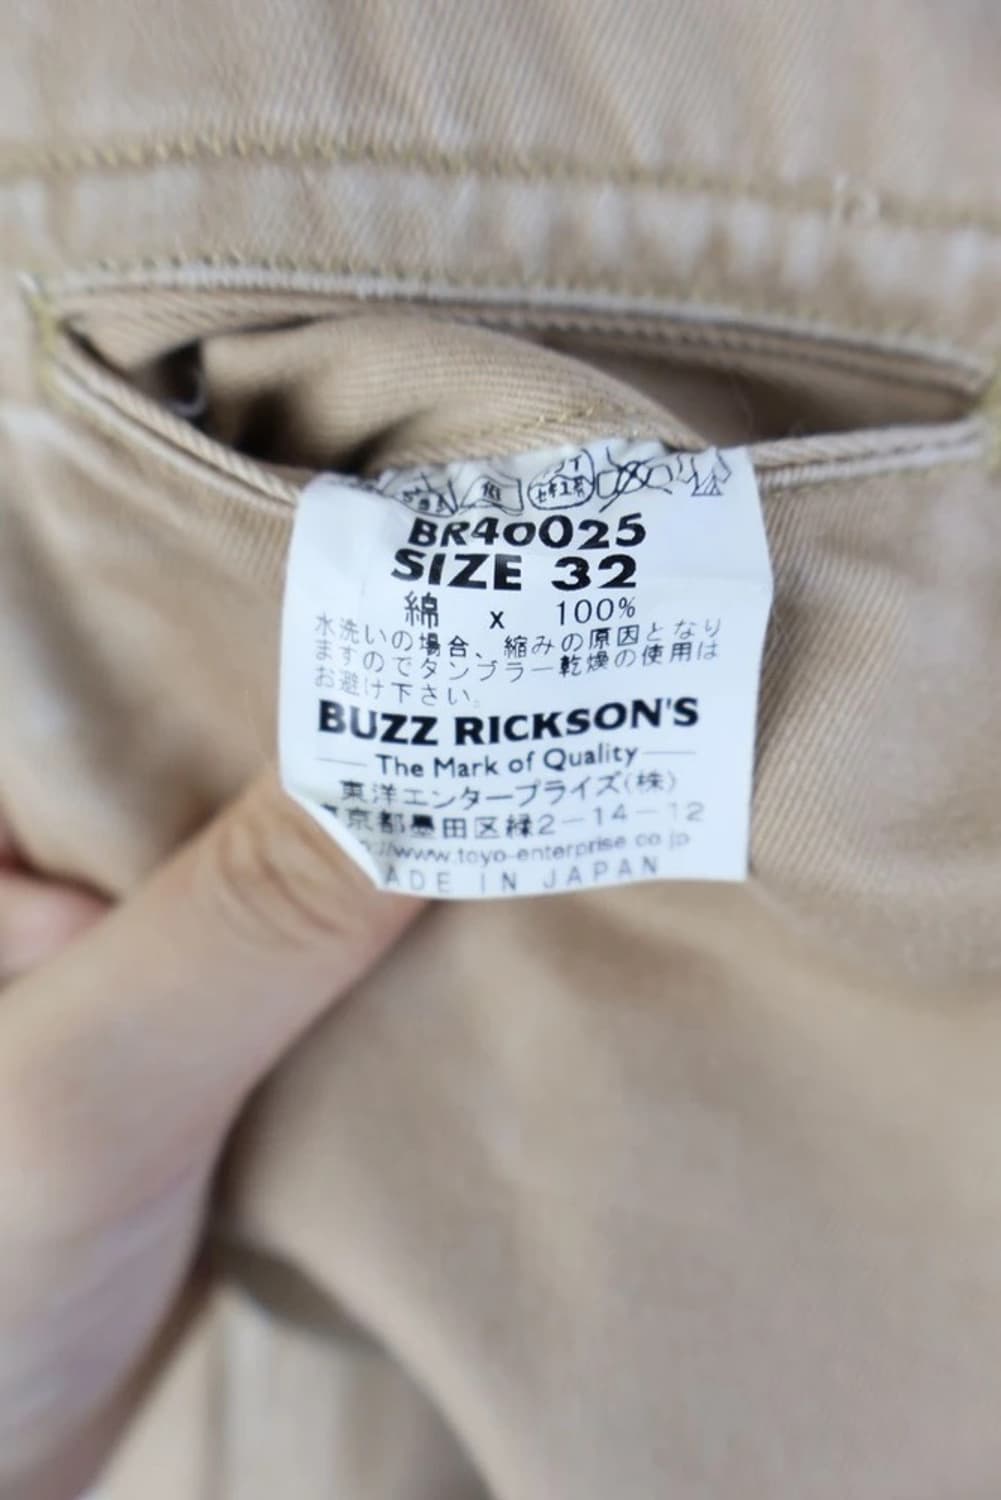 BR40025
SIZE 32
綿 x 100%
水洗いの場合、縮みの原因となり
ますのでタンブラー乾燥の使用は
お避け下さい。
BUZZ RICKSON'S
The Mark of Quality
東洋エンタープライズ(株)
京都墨田区緑2-14-12
//www.toyo-enterprise.co.jp
ADE IN JAPAN